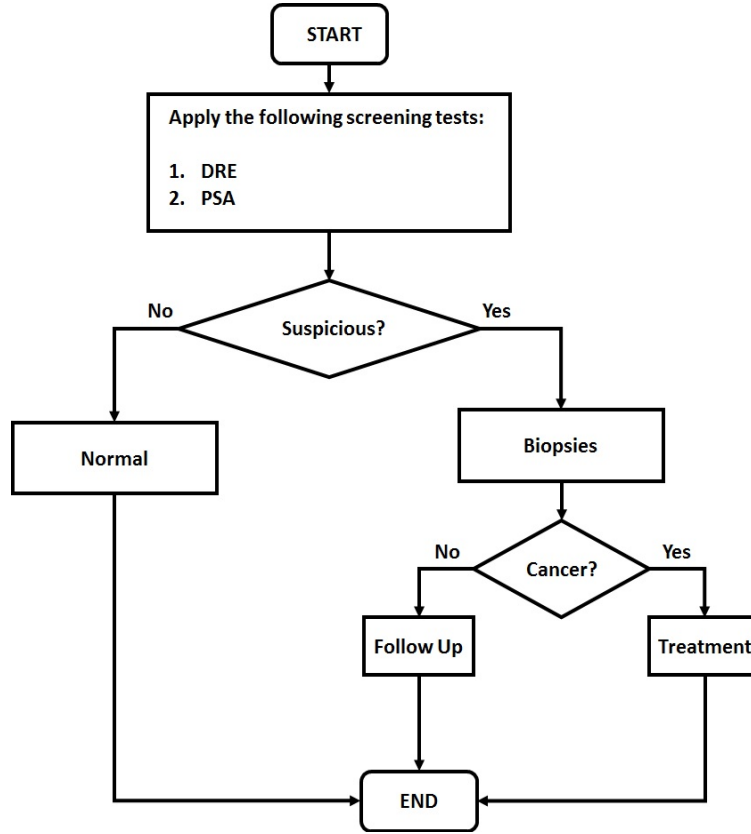 START
Apply the following screening tests:
1. DRE
2. PSA
No
Yes
Suspicious?
Normal
Biopsies
No
Yes
Cancer?
Follow Up
Treatment
END